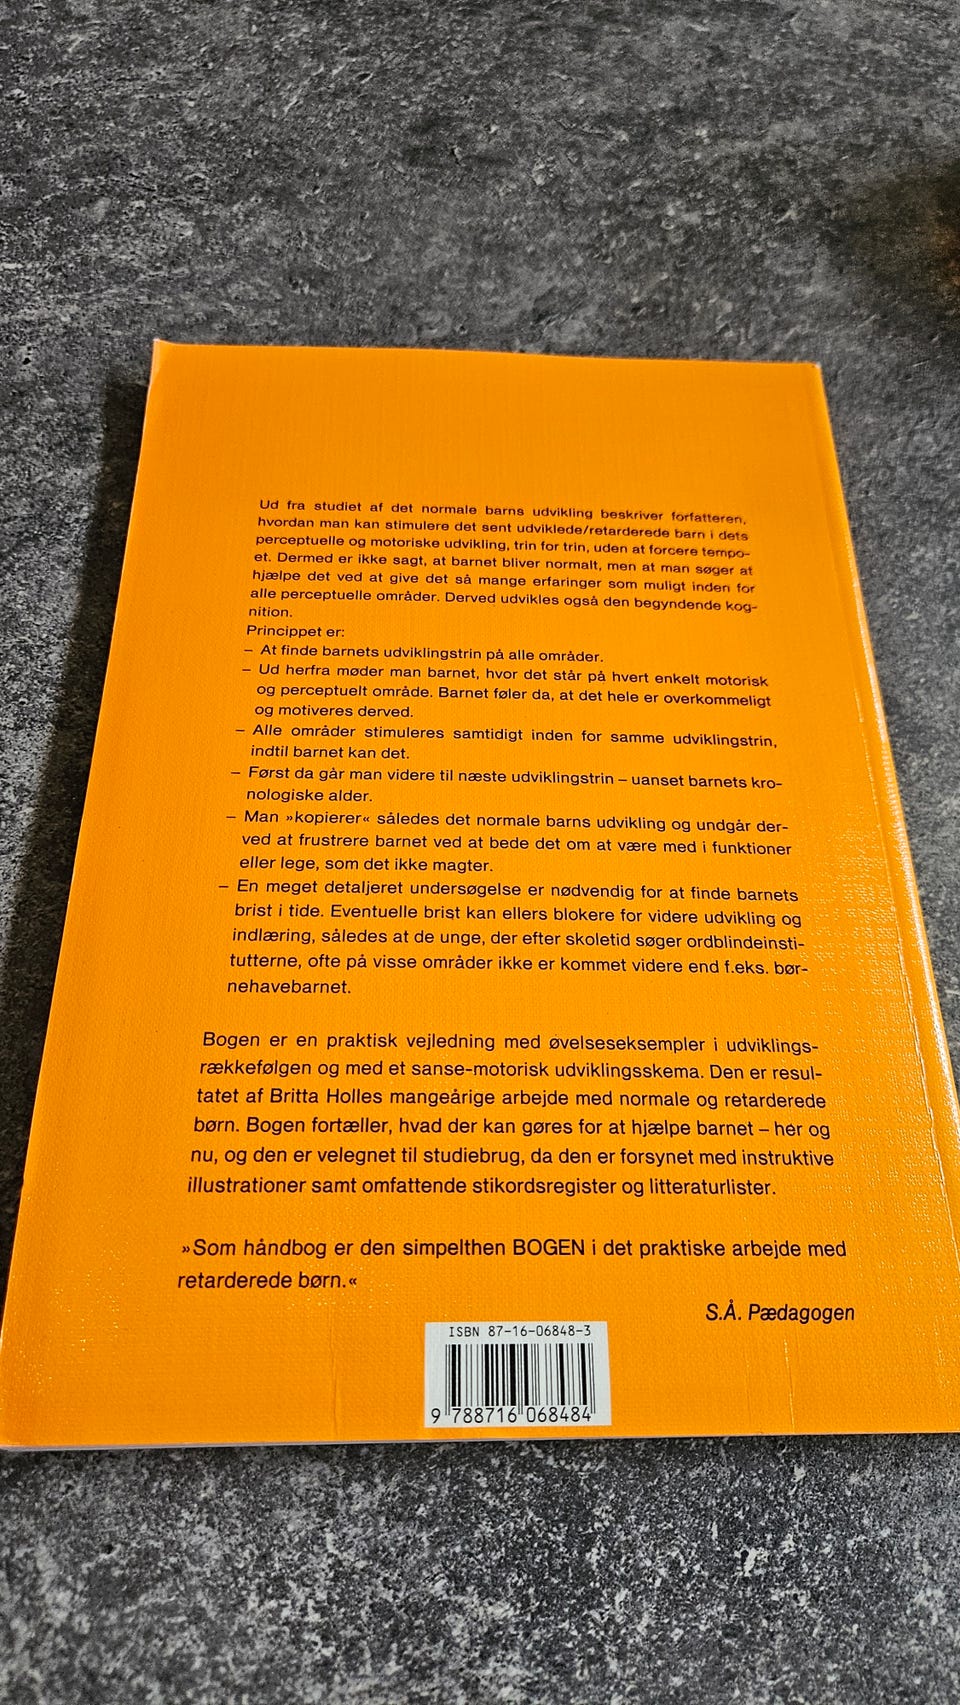 Ud fra studiet af det normale barns udvikling beskriver forfatteren,
hvordan man kan stimulere det sent udviklede/retarderede barn i dets
perceptuelle og motoriske udvikling, trin for trin, uden at forcere tempo-
et. Dermed er ikke sagt, at barnet bliver normalt, men at man søger at
hjælpe det ved at give det så mange erfaringer som muligt inden for
alle perceptuelle områder. Derved udvikles også den begyndende kog-
nition.
Princippet er:
– At finde barnets udviklingstrin på alle områder.
– Ud herfra møder man barnet, hvor det står på hvert enkelt motorisk
og perceptuelt område. Barnet føler da, at det hele er overkommeligt
og motiveres derved.
– Alle områder stimuleres samtidigt inden for samme udviklingstrin,
indtil barnet kan det.
– Først da går man videre til næste udviklingstrin – uanset barnets kro-
nologiske alder.
– Man »kopierer« således det normale barns udvikling og undgår der-
ved at frustrere barnet ved at bede det om at være med i funktioner
eller lege, som det ikke magter.
– En meget detaljeret undersøgelse er nødvendig for at finde barnets
brist i tide. Eventuelle brist kan ellers blokere for videre udvikling og
indlæring, således at de unge, der efter skoletid søger ordblindeinsti-
tutterne, ofte på visse områder ikke er kommet videre end f.eks. bør-
nehavebarnet.
Bogen er en praktisk vejledning med øvelseseksempler i udviklings-
rækkefølgen og med et sanse-motorisk udviklingsskema. Den er resul-
tatet af Britta Holles mangeårige arbejde med normale og retarderede
børn. Bogen fortæller, hvad der kan gøres for at hjælpe barnet – her og
nu, og den er velegnet til studiebrug, da den er forsynet med instruktive
illustrationer samt omfattende stikordsregister og litteraturlister.
»Som håndbog er den simpelthen BOGEN i det praktiske arbejde med
retarderede børn.«
S.Å. Pædagogen
ISBN 87-16-06848-3
9 788716 068484